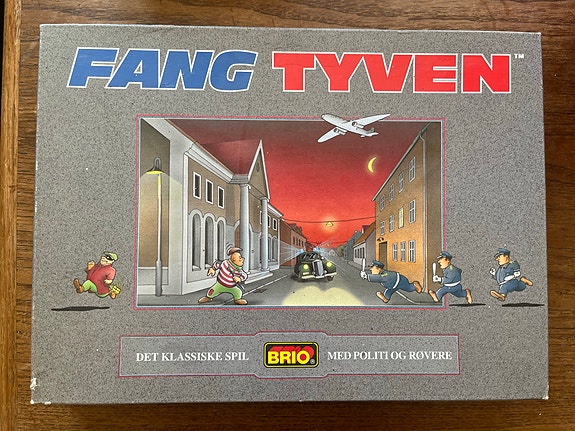 FANG TYVEN™
DET KLASSISKE SPIL BRIO® MED POLITI OG RØVERE